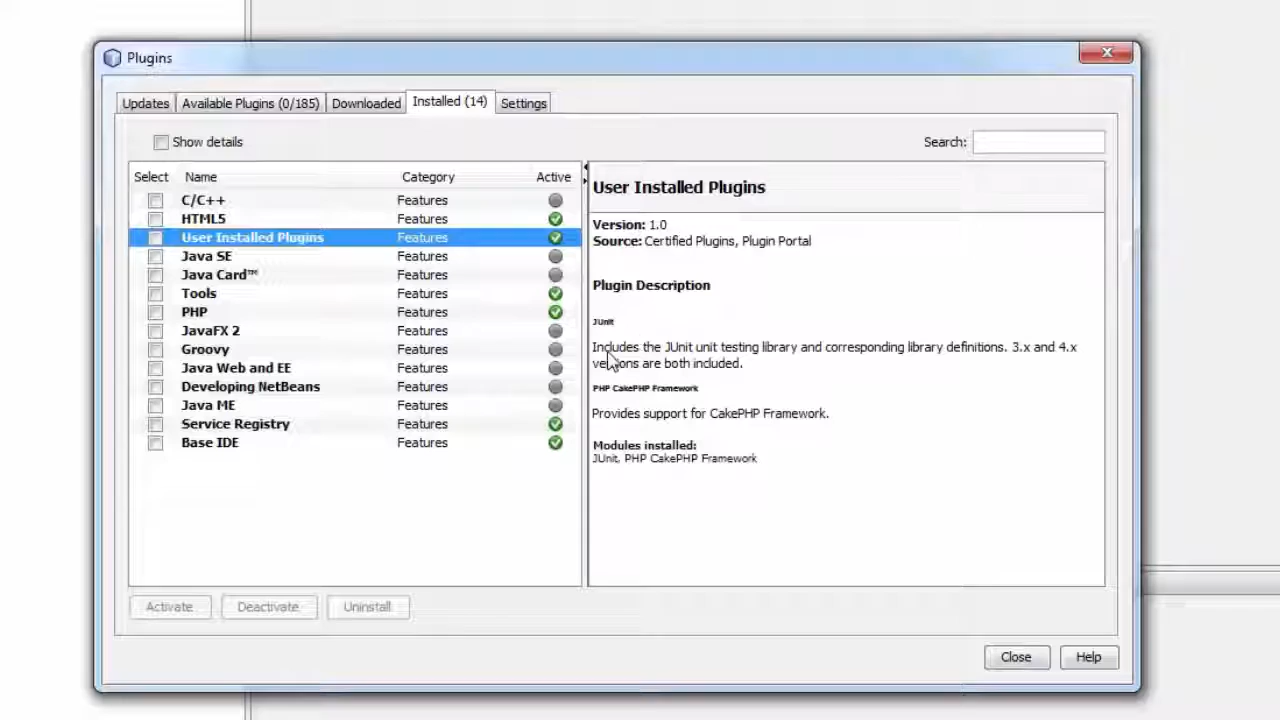 Plugins
Updates Available Plugins (0/185) Downloaded Installed (14) Settings
Show details Search:
Select Name Category Active
C/C++ Features
HTML5 Features
User Installed Plugins Features
Java SE Features
Java Card™ Features
Tools Features
PHP Features
JavaFX 2 Features
Groovy Features
Java Web and EE Features
Developing NetBeans Features
Java ME Features
Service Registry Features
Base IDE Features
User Installed Plugins
Version: 1.0
Source: Certified Plugins, Plugin Portal
Plugin Description
JUnit
Includes the JUnit unit testing library and corresponding library definitions. 3.x and 4.x
versions are both included.
PHP CakePHP Framework
Provides support for CakePHP Framework.
Modules installed:
JUnit, PHP CakePHP Framework
Activate Deactivate Uninstall
Close Help